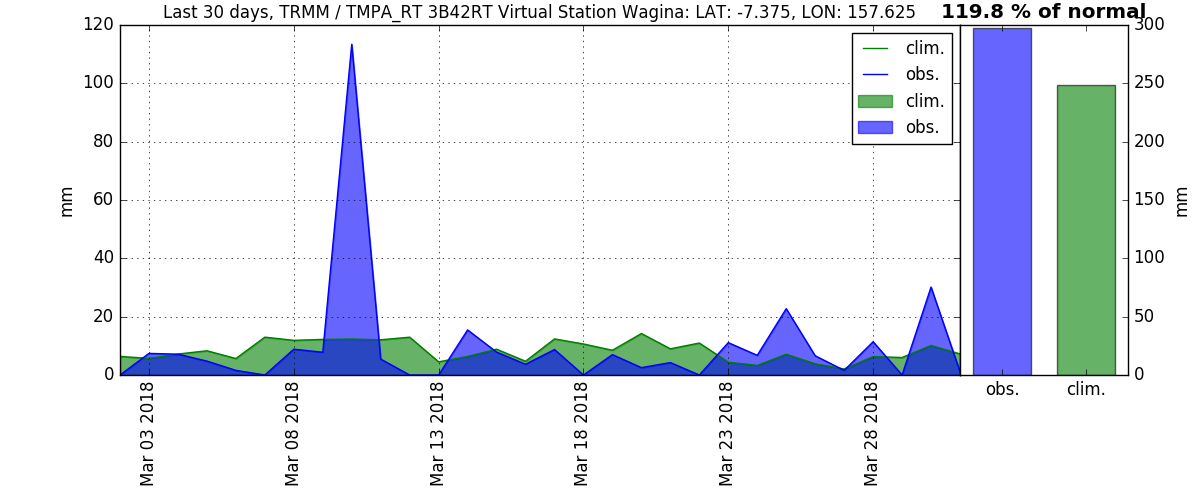 Last 30 days, TRMM / TMPA_RT 3B42RT Virtual Station Wagina: LAT: -7.375, LON: 157.625
119.8 % of normal
120
100
80
60
40
20
0
mm
clim.
obs.
clim.
obs.
Mar 03 2018
Mar 08 2018
Mar 13 2018
Mar 18 2018
Mar 23 2018
Mar 28 2018
300
250
200
150
100
50
0
mm
obs.
clim.